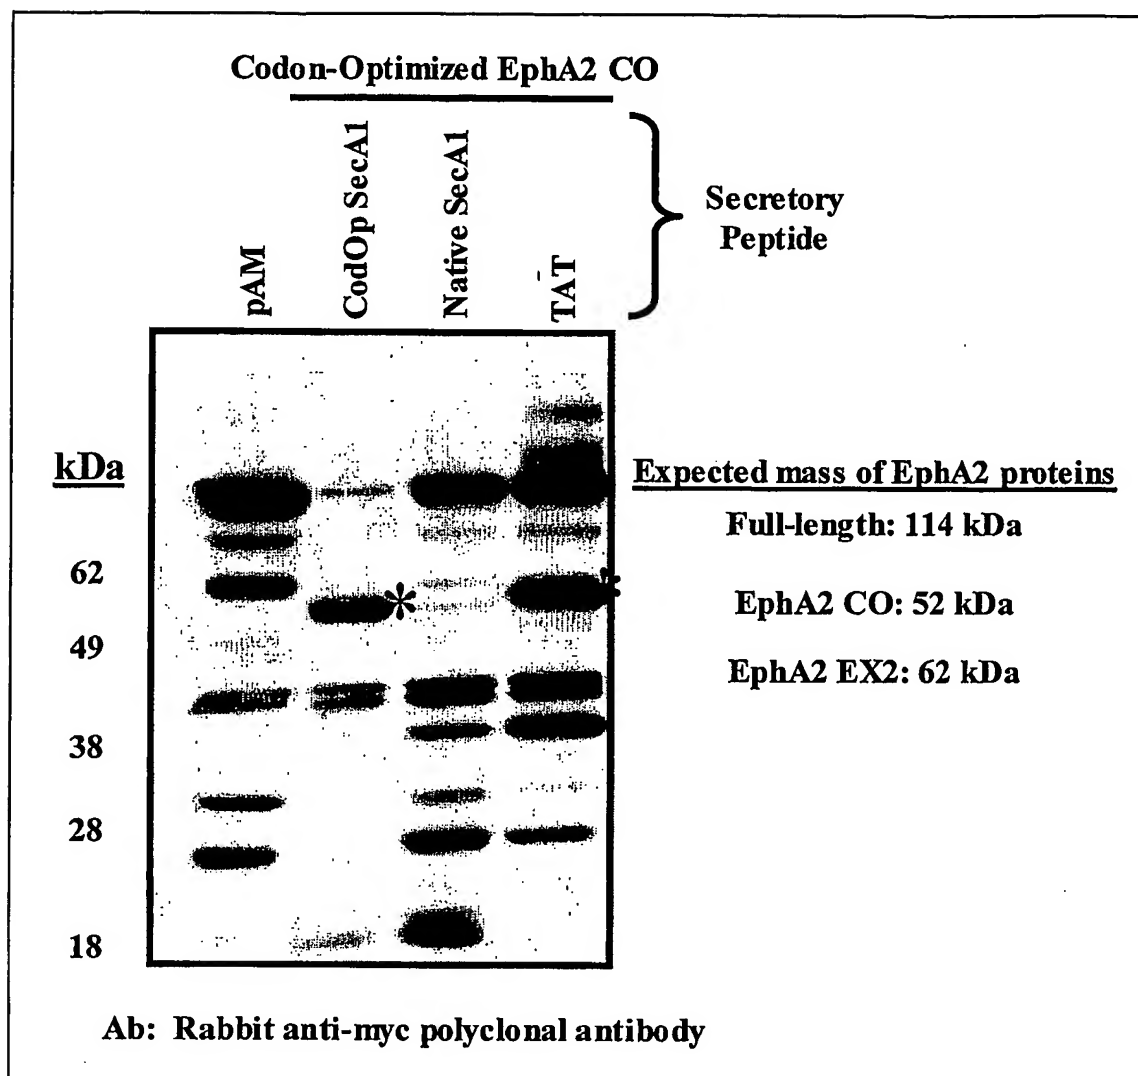 Codon-Optimized EphA2 CO
pAM
CodOp SecA1
Native SecA1
TAT
Secretory
Peptide
kDa
62
49
38
28
18
*
*
Expected mass of EphA2 proteins
Full-length: 114 kDa
EphA2 CO: 52 kDa
EphA2 EX2: 62 kDa
Ab: Rabbit anti-myc polyclonal antibody